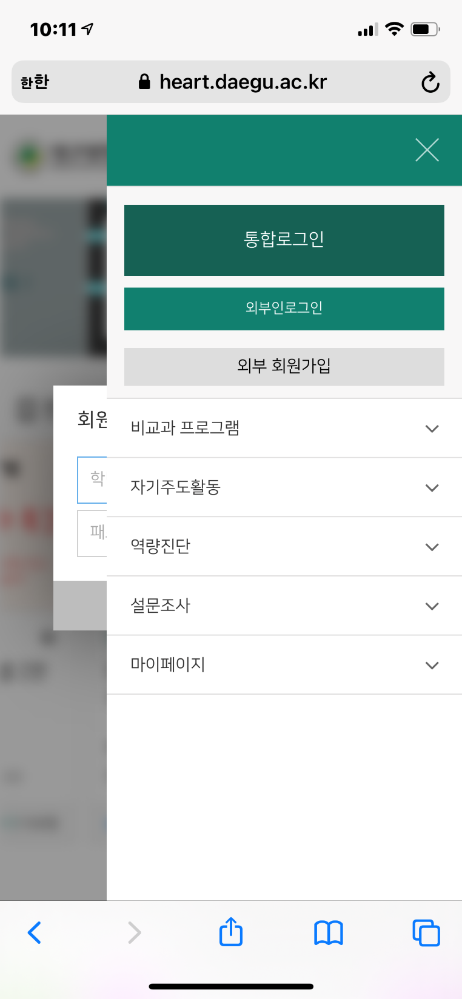 10:11
한한
heart.daegu.ac.kr
통합로그인
외부인로그인
외부 회원가입
회원
학
패
비교과 프로그램
자기주도활동
역량진단
설문조사
마이페이지